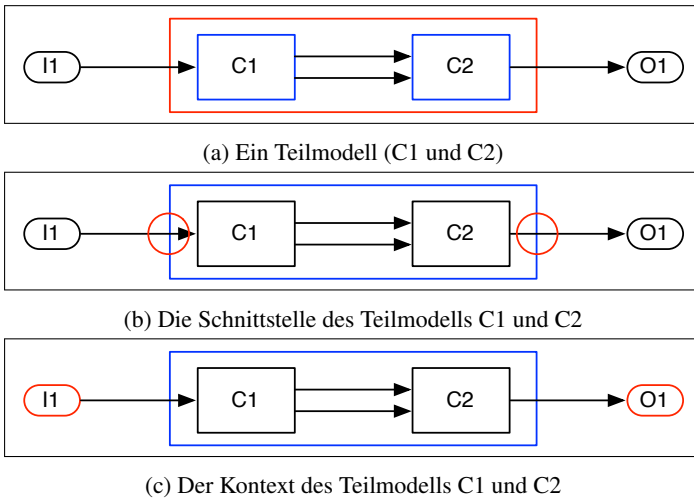 I1 C1 C2 O1
(a) Ein Teilmodell (C1 und C2)
I1 C1 C2 O1
(b) Die Schnittstelle des Teilmodells C1 und C2
I1 C1 C2 O1
(c) Der Kontext des Teilmodells C1 und C2